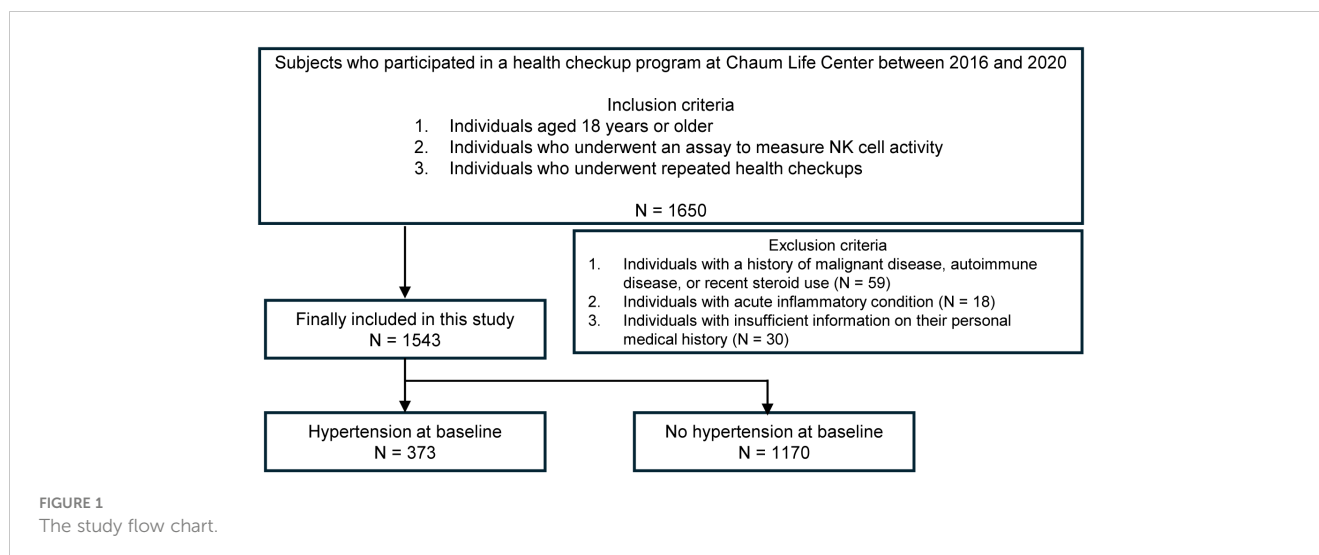 Subjects who participated in a health checkup program at Chaum Life Center between 2016 and 2020
Inclusion criteria
1. Individuals aged 18 years or older
2. Individuals who underwent an assay to measure NK cell activity
3. Individuals who underwent repeated health checkups
N = 1650
Exclusion criteria
1. Individuals with a history of malignant disease, autoimmune
disease, or recent steroid use (N = 59)
2. Individuals with acute inflammatory condition (N = 18)
3. Individuals with insufficient information on their personal
medical history (N = 30)
Finally included in this study
N = 1543
Hypertension at baseline
N = 373
No hypertension at baseline
N = 1170
FIGURE 1
The study flow chart.